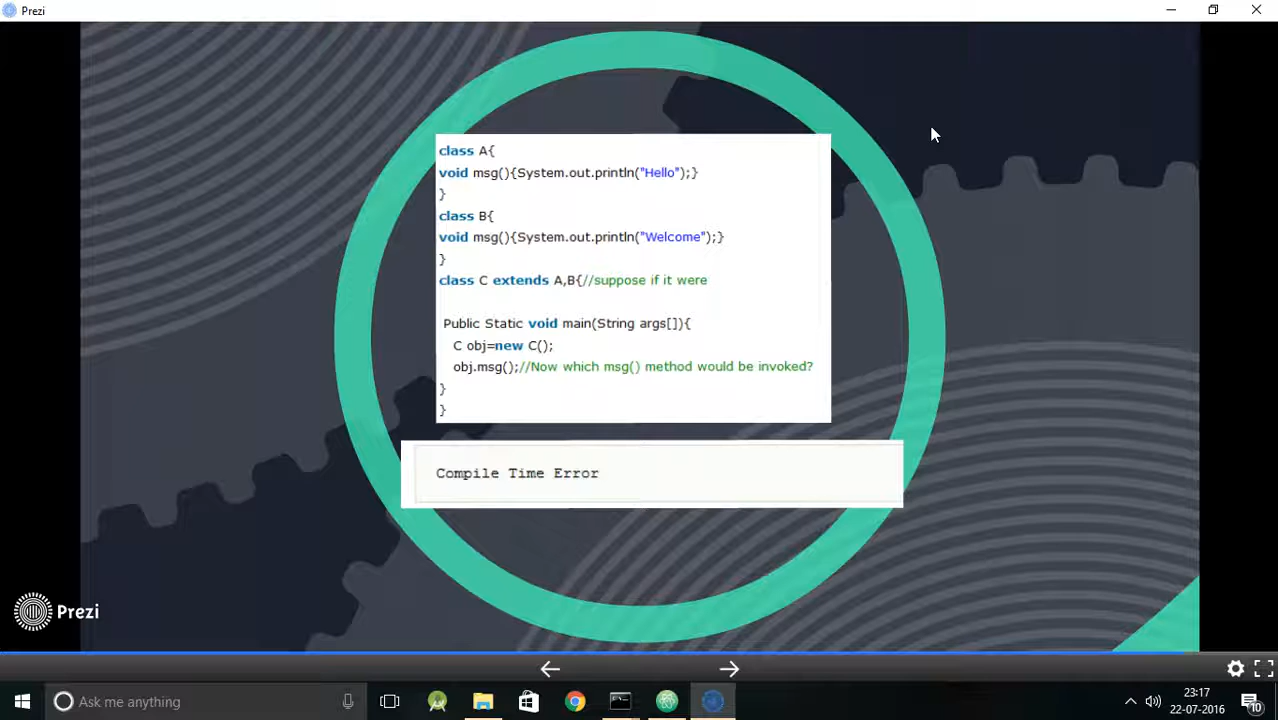 Prezi
class A{
void msg(){System.out.println("Hello");}
}
class B{
void msg(){System.out.println("Welcome");}
}
class C extends A,B{//suppose if it were
Public Static void main(String args[]){
C obj=new C();
obj.msg();//Now which msg() method would be invoked?
}
}
Compile Time Error
Prezi
Ask me anything
23:17
22-07-2016
10